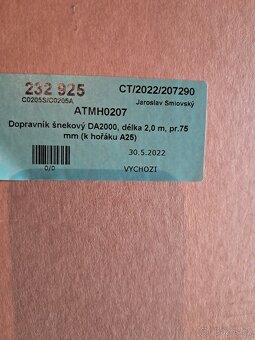 232 925 CT/2022/207290
C0205S/C0205A Jaroslav Smiovský
ATMH0207
Dopravník šnekový DA2000, délka 2,0 m, pr.75
mm (k hořáku A25)
30.5.2022
0/0 VYCHOZI